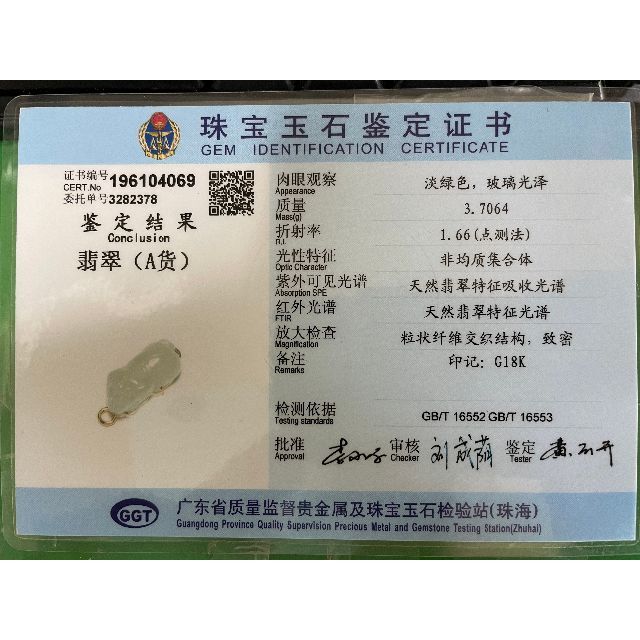 珠宝玉石鉴定证书
GEM IDENTIFICATION CERTIFICATE
证书编号 196104069
CERT.No
委托单号 3282378
鉴定结果
Conclusion
翡翠（A货）
肉眼观察 淡绿色，玻璃光泽
Appearance
质量 3.7064
Mass(g)
折射率 1.66(点测法)
R.I.
光性特征 非均质集合体
Optic Character
紫外可见光谱 天然翡翠特征吸收光谱
Absorption SPE
红外光谱 天然翡翠特征光谱
FTIR
放大检查 粒状纤维交织结构，致密
Magnification
备注 印记：G18K
Remarks
检测依据 GB/T 16552 GB/T 16553
Testing standards
批准 审核 鉴定
Approval Checker Tester
GGT 广东省质量监督贵金属及珠宝玉石检验站(珠海)
Guangdong Province Quality Supervision Precious Metal and Gemstone Testing Station(Zhuhai)